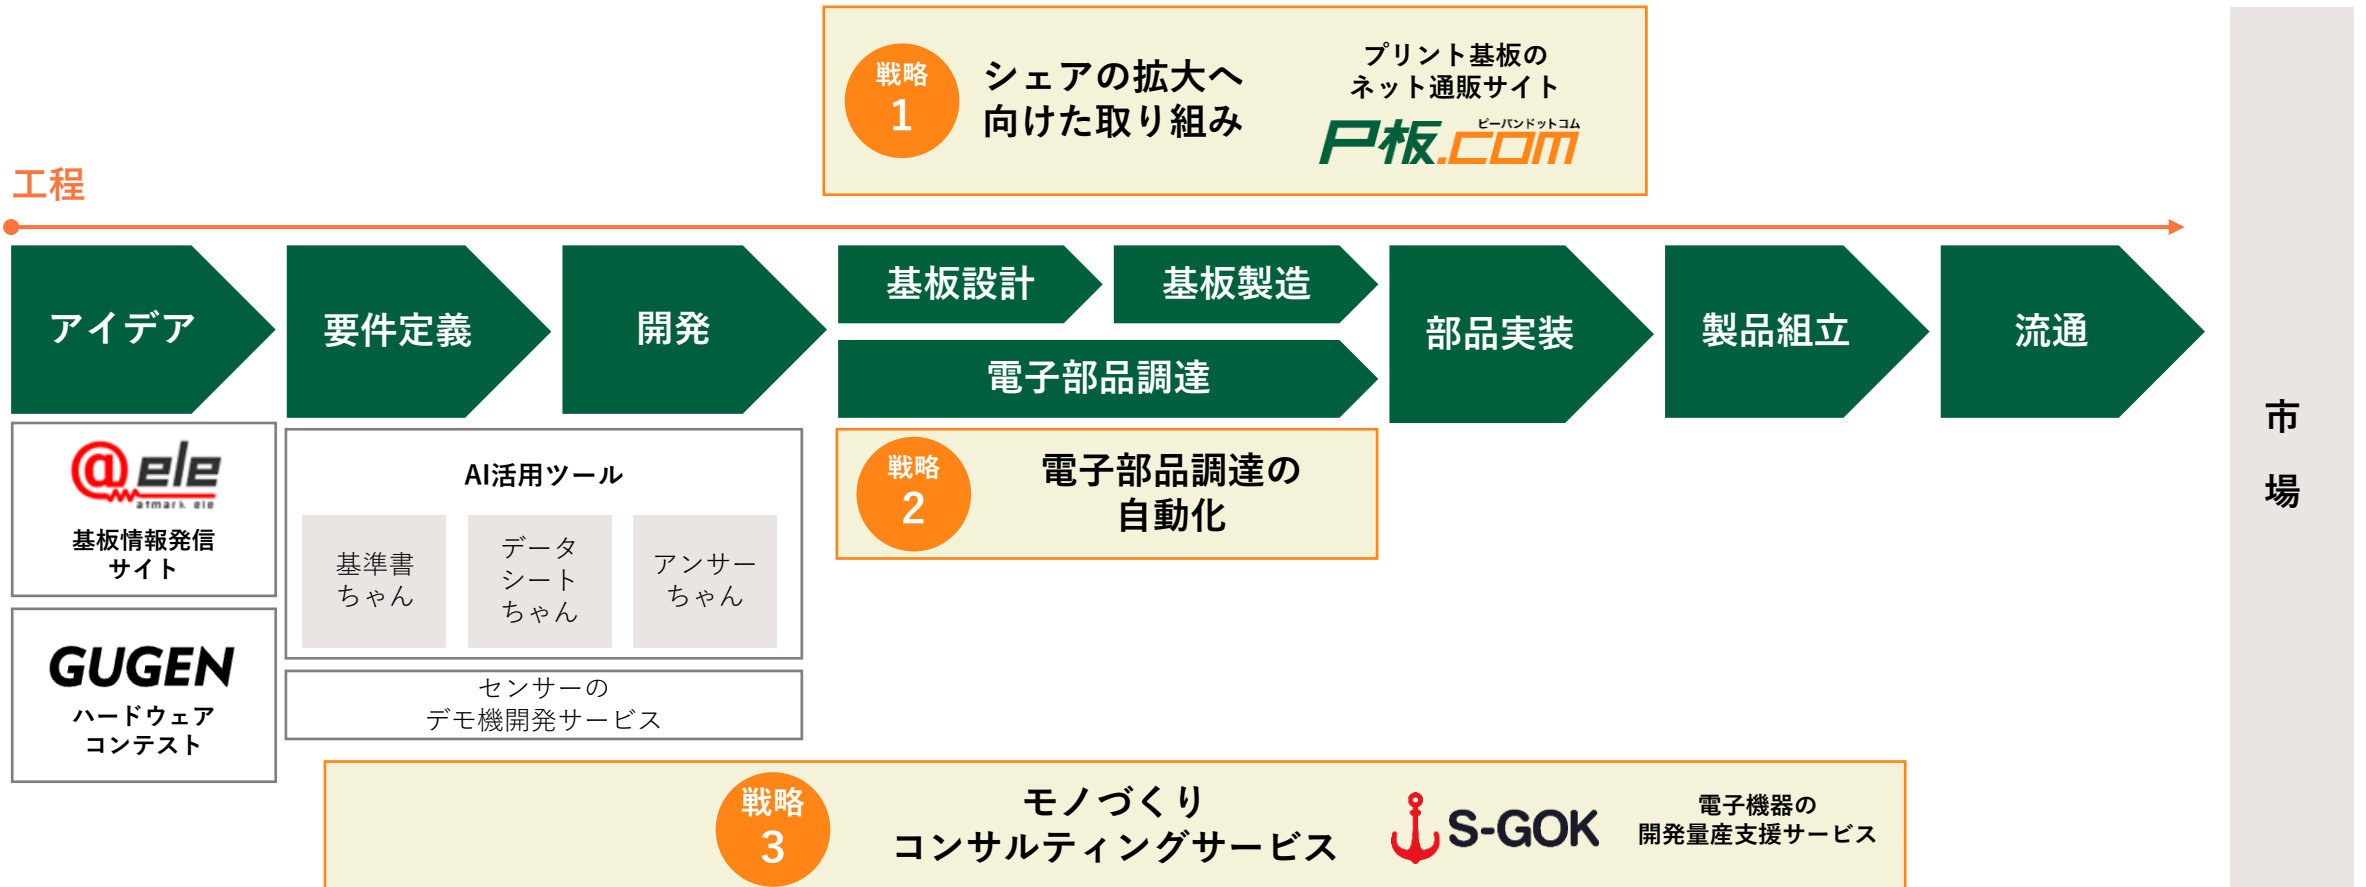 戦略
1
シェアの拡大へ
向けた取り組み
プリント基板の
ネット通販サイト
ピーバンドットコム
P板.com
工程
アイデア
要件定義
開発
基板設計
基板製造
電子部品調達
部品実装
製品組立
流通
市場
@ele
atmark ele
基板情報発信
サイト
GUGEN
ハードウェア
コンテスト
AI活用ツール
基準書
ちゃん
データ
シート
ちゃん
アンサー
ちゃん
センサーの
デモ機開発サービス
戦略
2
電子部品調達の
自動化
戦略
3
モノづくり
コンサルティングサービス
S-GOK
電子機器の
開発量産支援サービス